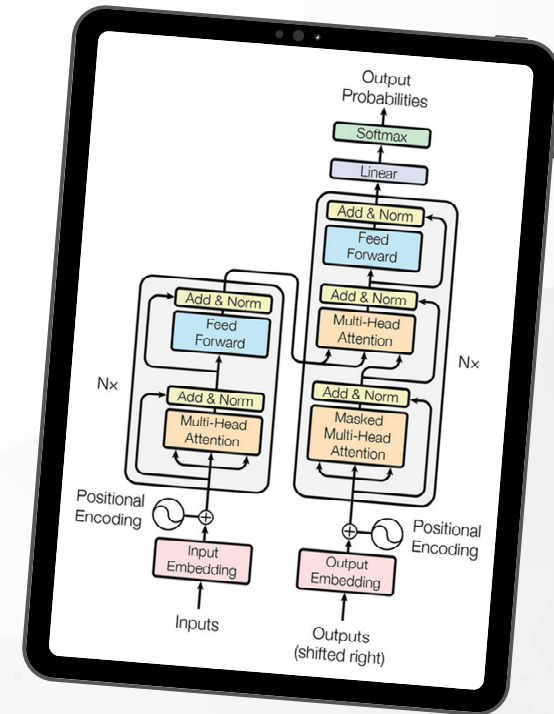 Output
Probabilities
Softmax
Linear
Add & Norm
Feed
Forward
Add & Norm
Multi-Head
Attention
Add & Norm
Masked
Multi-Head
Attention
Nx
Add & Norm
Feed
Forward
Add & Norm
Multi-Head
Attention
Nx
Positional
Encoding
Positional
Encoding
Input
Embedding
Output
Embedding
Inputs
Outputs
(shifted right)